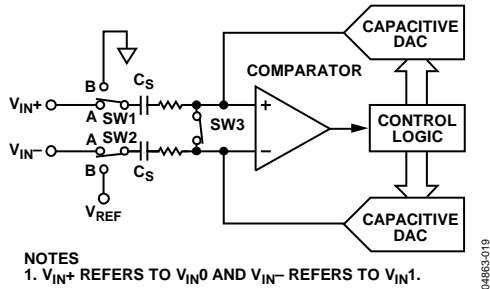 CAPACITIVE
DAC
COMPARATOR
B
CS
VIN+
A SW1
SW3
+
CONTROL
LOGIC
VIN–
A SW2
–
B
CS
VREF
CAPACITIVE
DAC
NOTES
1. VIN+ REFERS TO VIN0 AND VIN– REFERS TO VIN1.
04863-019